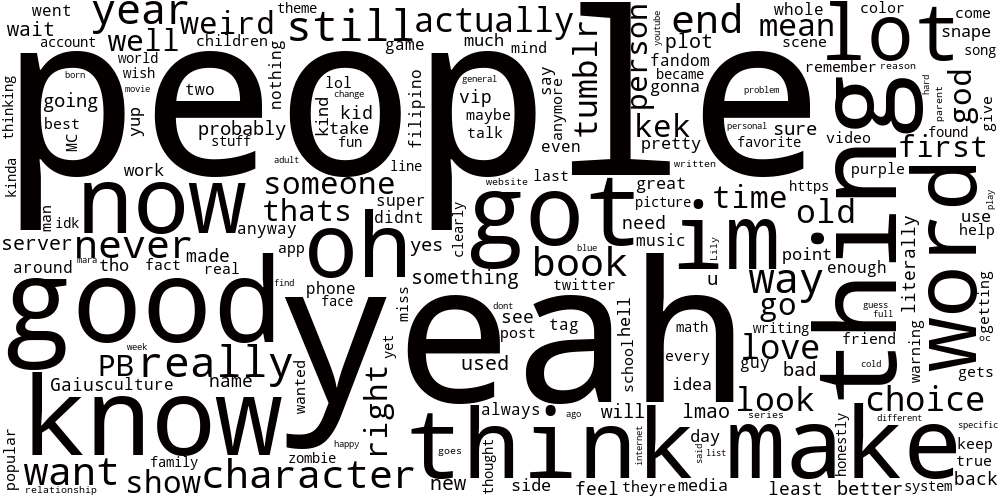 went
year
theme
still
actually
tumblr
person
youtube
end
whole
color
come
wait
weird
mean
lot
snape
account
well
children
game
much
mind
plot
scene
song
people
world
nothing
say
fandom
remember
reason
thinking
born
wish
lol
general
became
thing
hard
god
going
movie
two
change
filipino
vip
anymore
gonna
problem
parent
give
best
yup
kind
kid
maybe
kek
personal
sure
video
found
MC
probably
take
talk
even
pretty
favorite
first
stuff
fun
kinda
work
adult
line
website
last
written
purple
now
someone
great
time
https
word
man
idk
thats
super
didnt
clearly
got
picture
im
old
use
play
server
never
anyway
oh
yes
need
music
lily
point
literally
help
made
app
book
blue
u
around
mara
tho
fact
real
something
twitter
way
enough
getting
good
find
phone
face
miss
yeah
dont
see
post
tag
hell
go
guess
full
writing
math
friend
warning
oc
week
PB
really
yet
used
school
every
love
guy
bad
cold
gets
Gaius
culture
name
wanted
right
idea
look
choice
know
always
ago
will
lmao
series
different
specific
popular
happy
think
internet
said
day
make
honestly
keep
want
family
zombie
goes
thought
list
true
relationship
show
character
new
side
feel
theyre
media
least
better
system
back